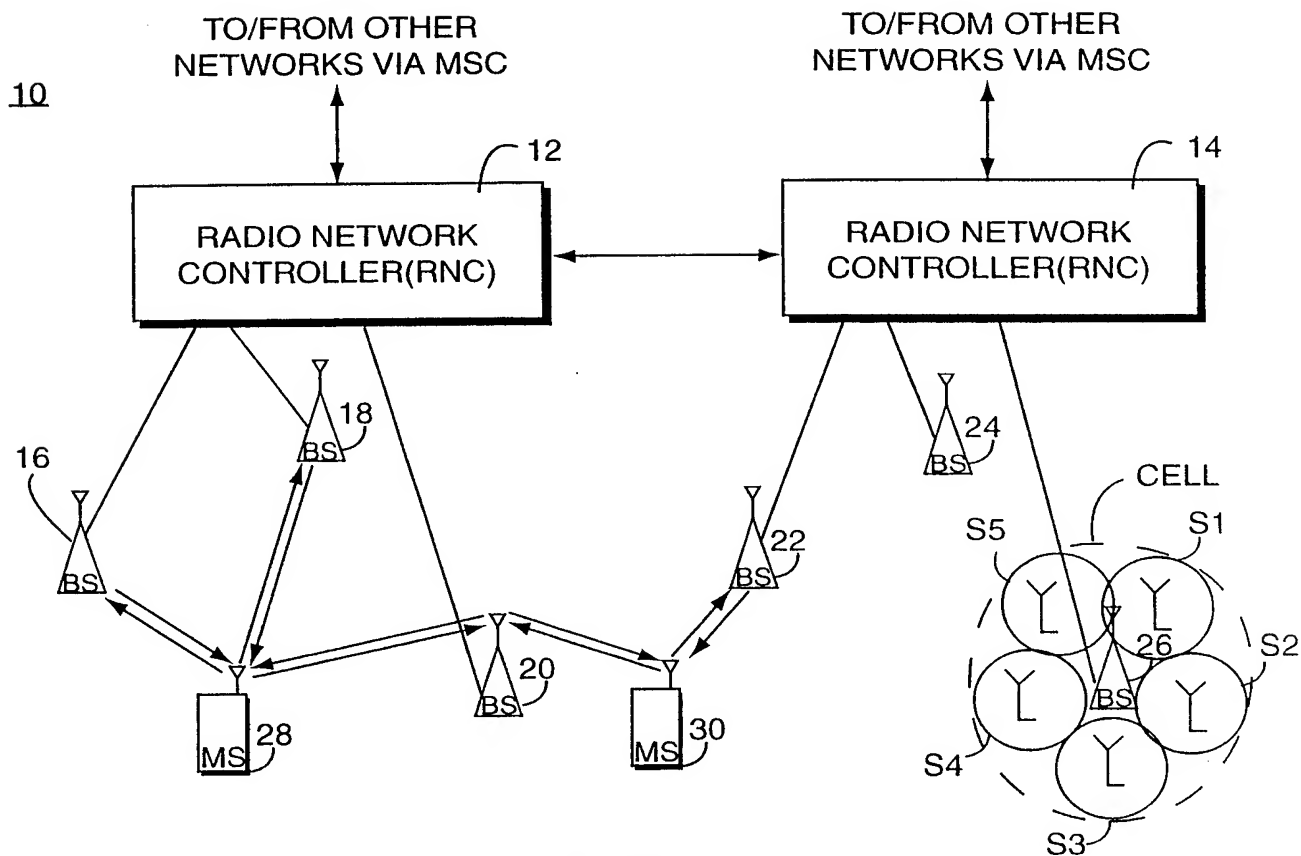 TO/FROM OTHER
NETWORKS VIA MSC
TO/FROM OTHER
NETWORKS VIA MSC
10
12
14
RADIO NETWORK
CONTROLLER(RNC)
RADIO NETWORK
CONTROLLER(RNC)
18
BS
24
BS
16
BS
CELL
S5
S1
22
BS
26
BS
S2
20
BS
28
MS
30
MS
S4
S3